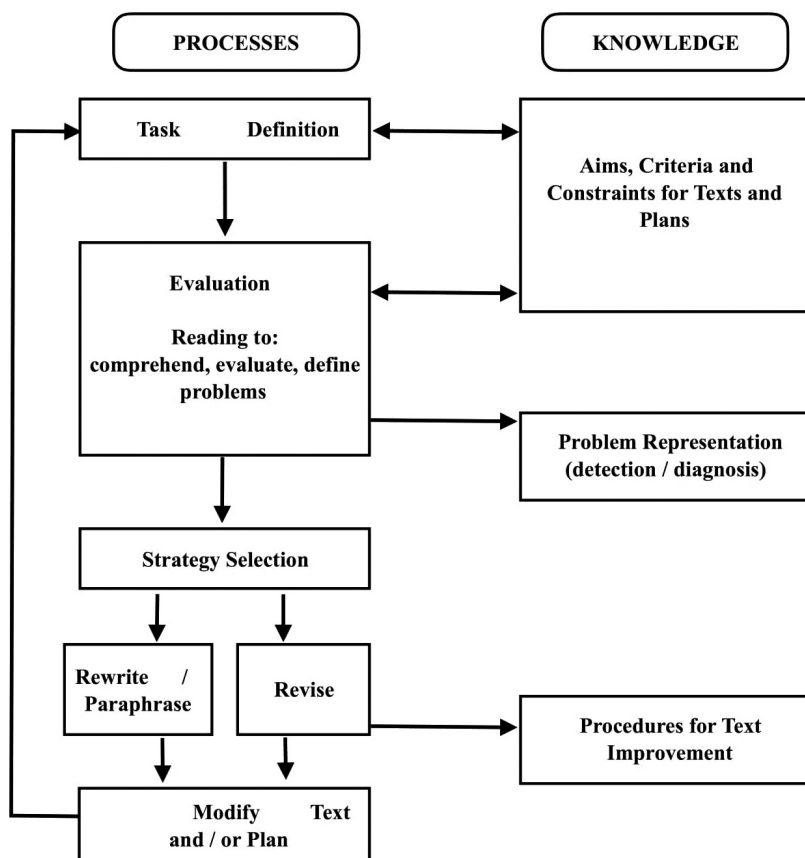 PROCESSES
KNOWLEDGE
Task Definition
Aims, Criteria and
Constraints for Texts and
Plans
Evaluation
Reading to:
comprehend, evaluate, define
problems
Problem Representation
(detection / diagnosis)
Strategy Selection
Rewrite /
Paraphrase
Revise
Procedures for Text
Improvement
Modify Text
and / or Plan